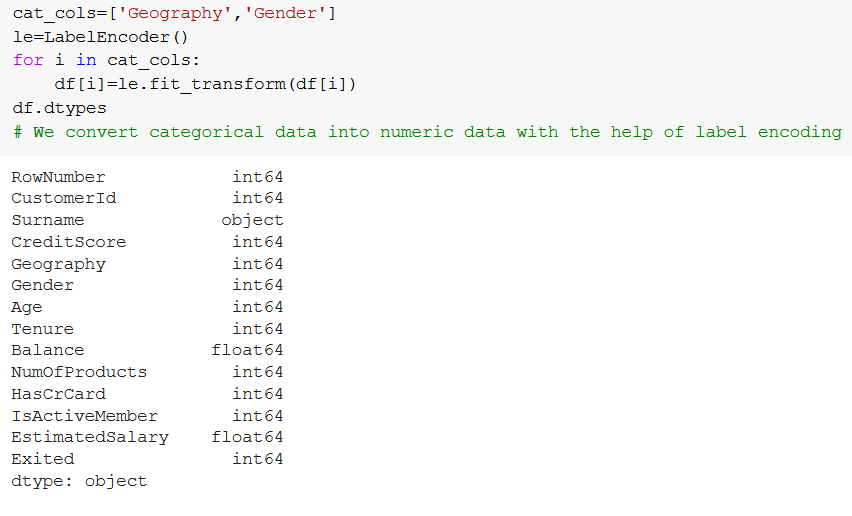 cat_cols=['Geography','Gender']
le=LabelEncoder()
for i in cat_cols:
    df[i]=le.fit_transform(df[i])
df.dtypes
# We convert categorical data into numeric data with the help of label encoding
RowNumber            int64
CustomerId           int64
Surname             object
CreditScore          int64
Geography            int64
Gender               int64
Age                  int64
Tenure               int64
Balance            float64
NumOfProducts        int64
HasCrCard            int64
IsActiveMember       int64
EstimatedSalary    float64
Exited               int64
dtype: object